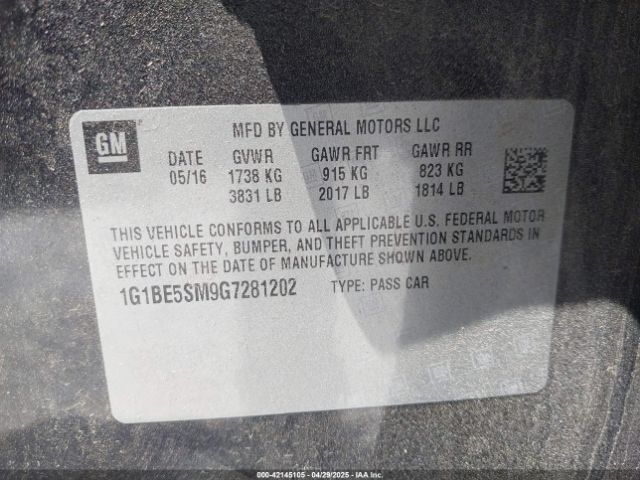 GM
MFD BY GENERAL MOTORS LLC
DATE GVWR GAWR FRT GAWR RR
05/16 1738 KG 915 KG 823 KG
3831 LB 2017 LB 1814 LB
THIS VEHICLE CONFORMS TO ALL APPLICABLE U.S. FEDERAL MOTOR
VEHICLE SAFETY, BUMPER, AND THEFT PREVENTION STANDARDS IN
EFFECT ON THE DATE OF MANUFACTURE SHOWN ABOVE.
1G1BE5SM9G7281202 TYPE: PASS CAR
000-42145105 - 04/29/2025 - IAAI.COM